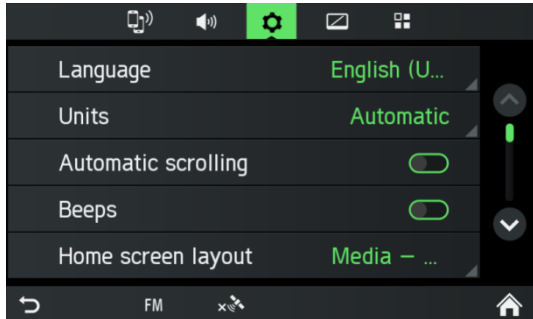 Language English (U...
Units Automatic
Automatic scrolling
Beeps
Home screen layout Media – ...
FM